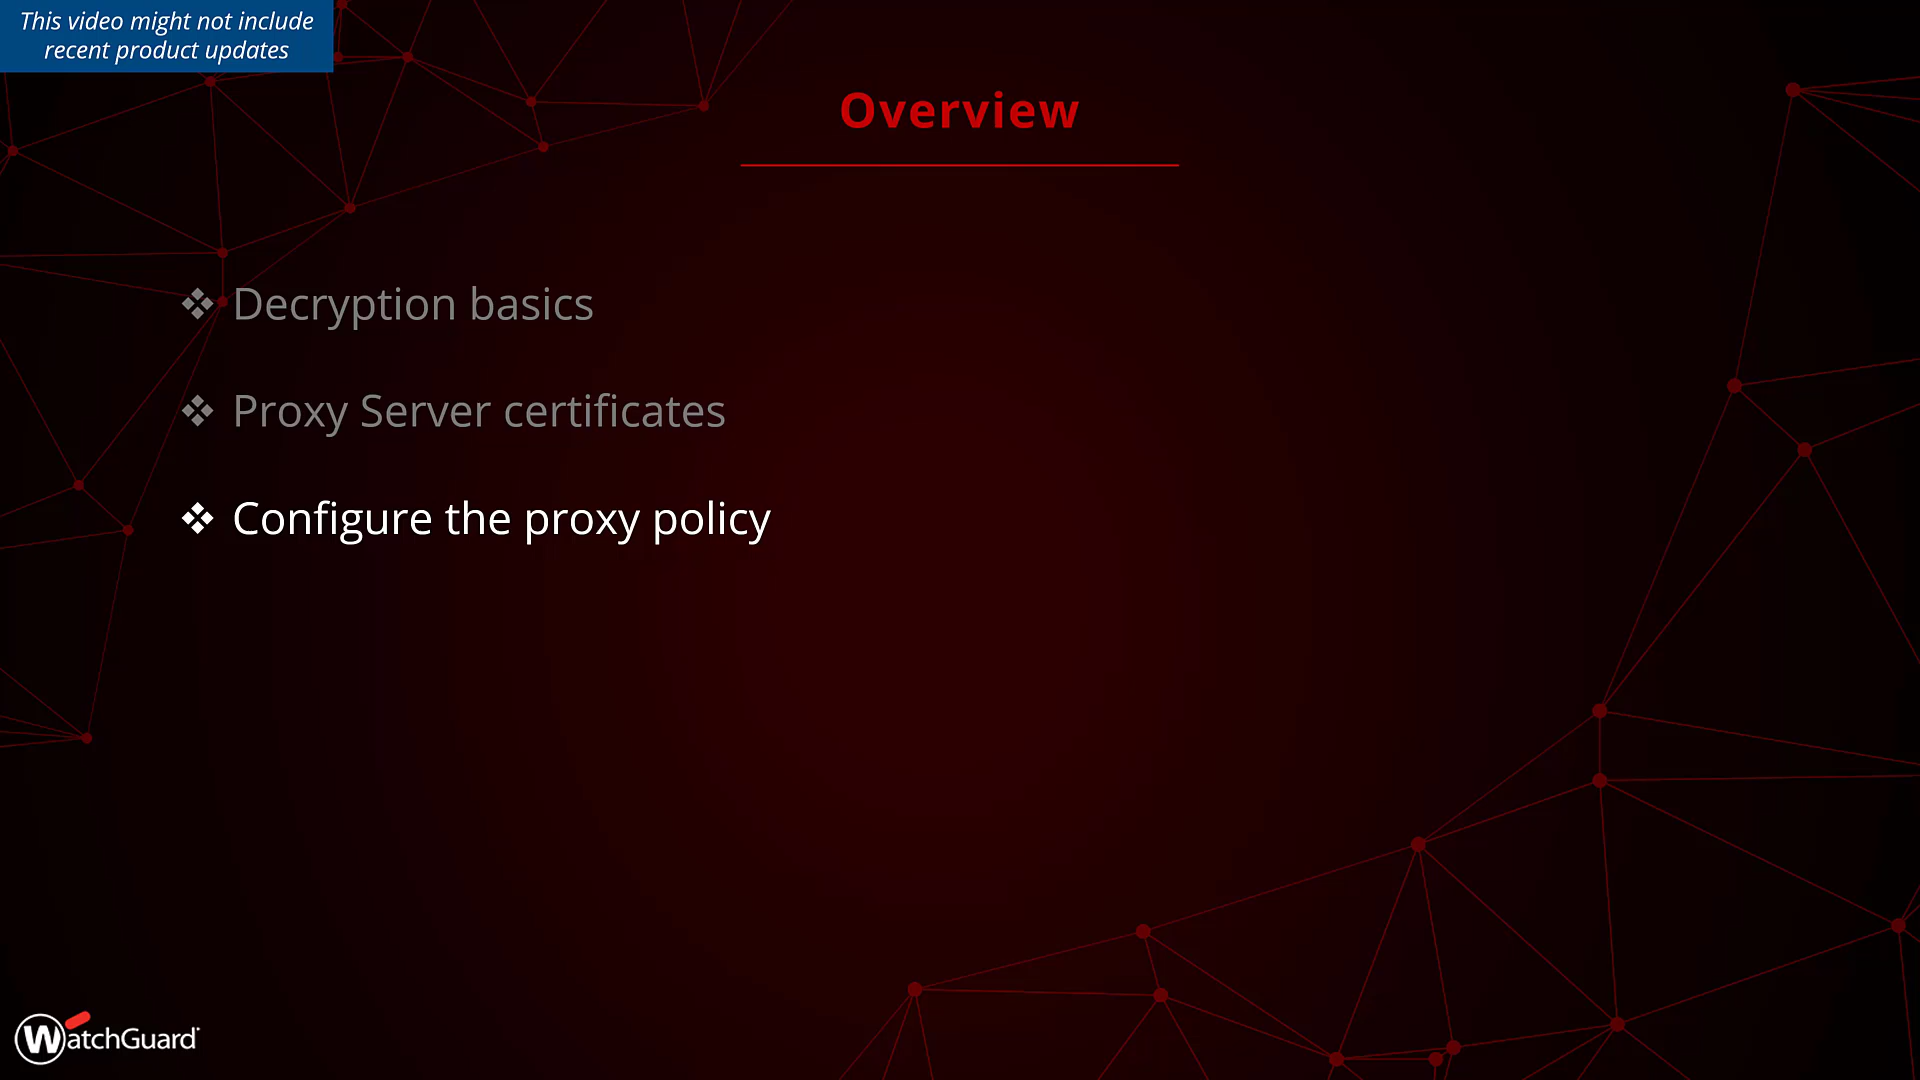 This video might not include
recent product updates
Overview
❖ Decryption basics
❖ Proxy Server certificates
❖ Configure the proxy policy
WatchGuard